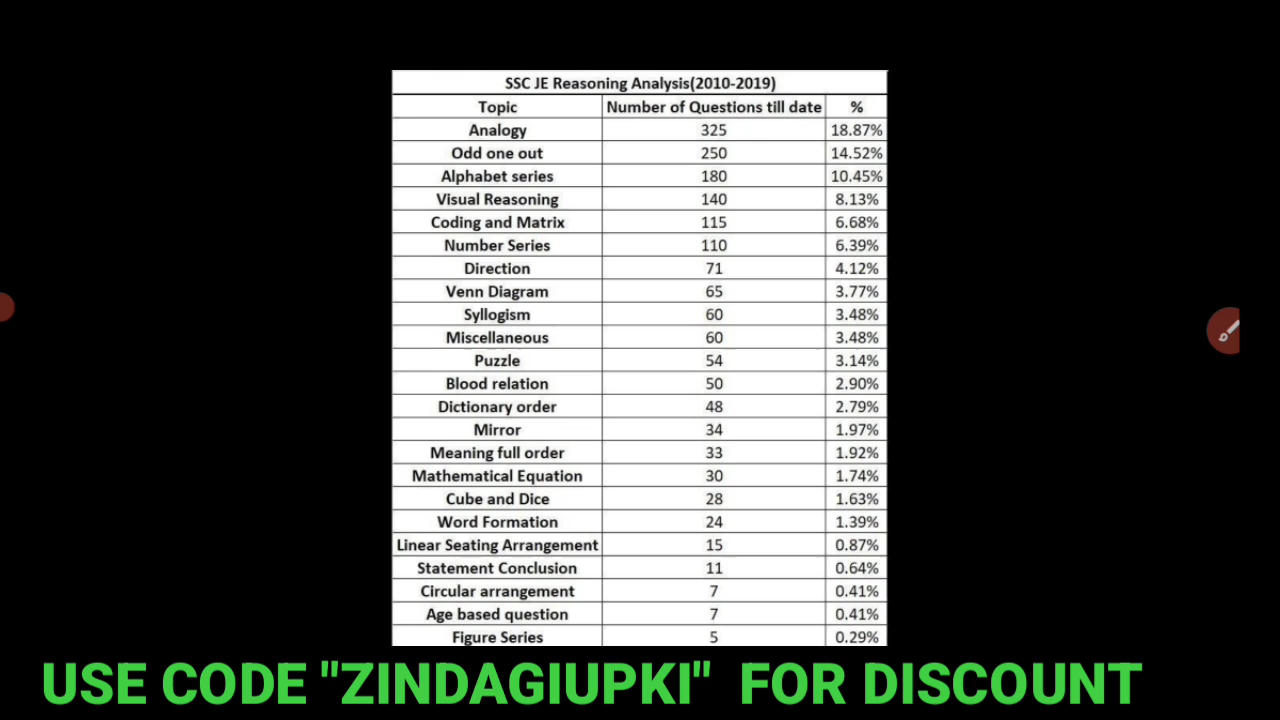 SSC JE Reasoning Analysis(2010-2019)
Topic Number of Questions till date %
Analogy 325 18.87%
Odd one out 250 14.52%
Alphabet series 180 10.45%
Visual Reasoning 140 8.13%
Coding and Matrix 115 6.68%
Number Series 110 6.39%
Direction 71 4.12%
Venn Diagram 65 3.77%
Syllogism 60 3.48%
Miscellaneous 60 3.48%
Puzzle 54 3.14%
Blood relation 50 2.90%
Dictionary order 48 2.79%
Mirror 34 1.97%
Meaning full order 33 1.92%
Mathematical Equation 30 1.74%
Cube and Dice 28 1.63%
Word Formation 24 1.39%
Linear Seating Arrangement 15 0.87%
Statement Conclusion 11 0.64%
Circular arrangement 7 0.41%
Age based question 7 0.41%
Figure Series 5 0.29%
USE CODE "ZINDAGIUPKI" FOR DISCOUNT